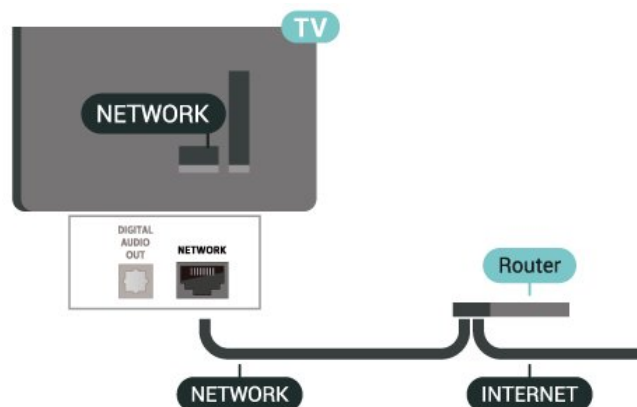 TV
NETWORK
DIGITAL
AUDIO
OUT
NETWORK
Router
NETWORK
INTERNET